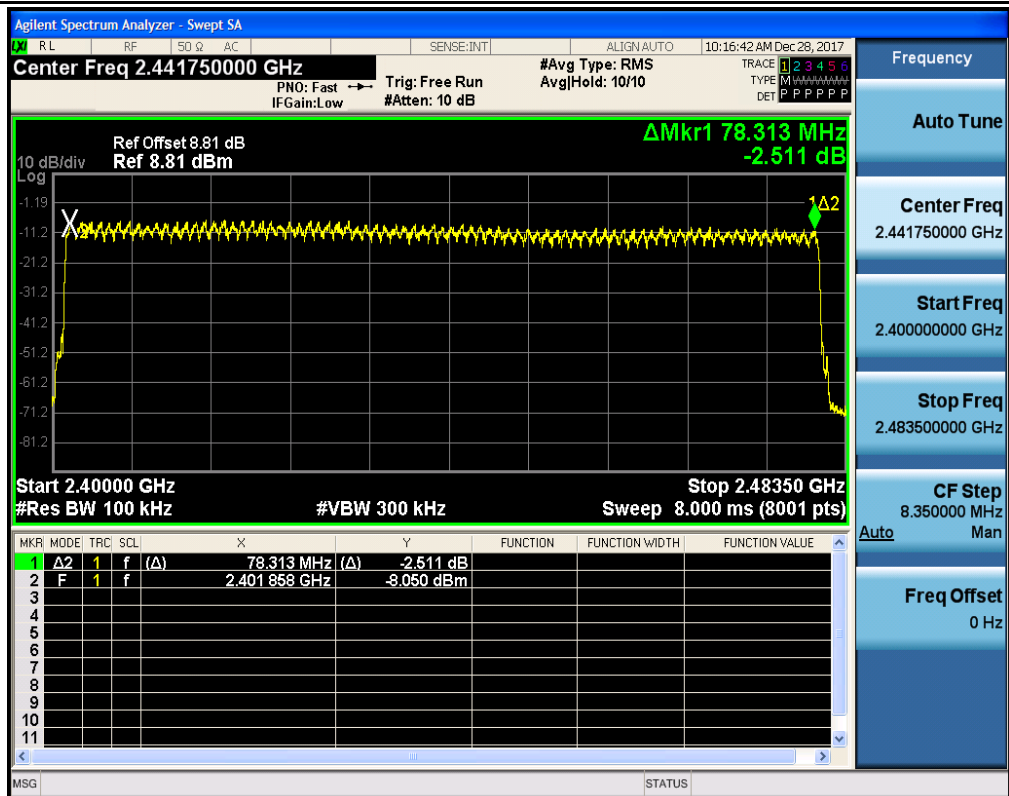 Agilent Spectrum Analyzer - Swept SA
LXI RL RF 50 Ω AC SENSE:INT ALIGN AUTO 10:16:42 AM Dec 28, 2017
Center Freq 2.441750000 GHz
PNO: Fast
IFGain:Low
Trig: Free Run
#Atten: 10 dB
#Avg Type: RMS
Avg|Hold: 10/10
TRACE 1 2 3 4 5 6
TYPE M
DET P P P P P P
Ref Offset 8.81 dB
10 dB/div Ref 8.81 dBm
Log
ΔMkr1 78.313 MHz
-2.511 dB
-1.19
-11.2
-21.2
-31.2
-41.2
-51.2
-61.2
-71.2
-81.2
X2
1Δ2
Start 2.40000 GHz Stop 2.48350 GHz
#Res BW 100 kHz #VBW 300 kHz Sweep 8.000 ms (8001 pts)
MKR MODE TRC SCL X Y FUNCTION FUNCTION WIDTH FUNCTION VALUE
1 Δ2 1 f (Δ) 78.313 MHz (Δ) -2.511 dB
2 F 1 f 2.401 858 GHz -8.050 dBm
3
4
5
6
7
8
9
10
11
MSG STATUS
Frequency
Auto Tune
Center Freq
2.441750000 GHz
Start Freq
2.400000000 GHz
Stop Freq
2.483500000 GHz
CF Step
8.350000 MHz
Auto Man
Freq Offset
0 Hz